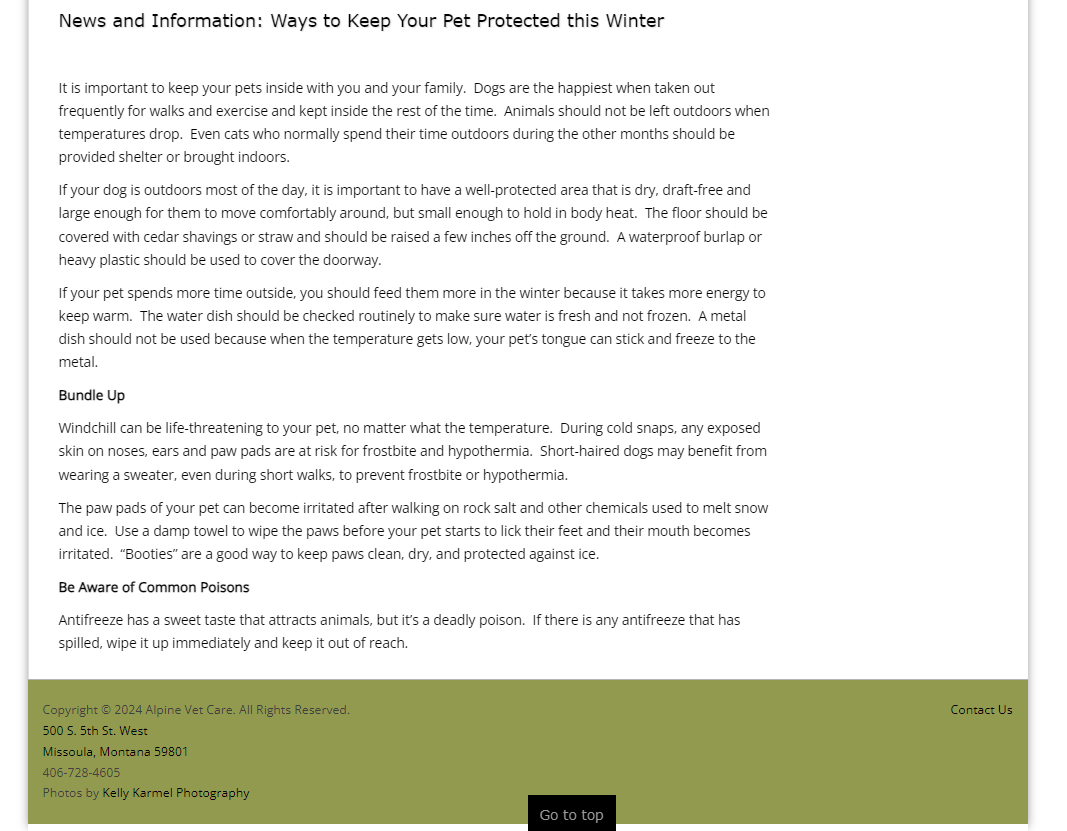 News and Information: Ways to Keep Your Pet Protected this Winter
It is important to keep your pets inside with you and your family.  Dogs are the happiest when taken out
frequently for walks and exercise and kept inside the rest of the time.  Animals should not be left outdoors when
temperatures drop.  Even cats who normally spend their time outdoors during the other months should be
provided shelter or brought indoors.
If your dog is outdoors most of the day, it is important to have a well-protected area that is dry, draft-free and
large enough for them to move comfortably around, but small enough to hold in body heat.  The floor should be
covered with cedar shavings or straw and should be raised a few inches off the ground.  A waterproof burlap or
heavy plastic should be used to cover the doorway.
If your pet spends more time outside, you should feed them more in the winter because it takes more energy to
keep warm.  The water dish should be checked routinely to make sure water is fresh and not frozen.  A metal
dish should not be used because when the temperature gets low, your pet’s tongue can stick and freeze to the
metal.
Bundle Up
Windchill can be life-threatening to your pet, no matter what the temperature.  During cold snaps, any exposed
skin on noses, ears and paw pads are at risk for frostbite and hypothermia.  Short-haired dogs may benefit from
wearing a sweater, even during short walks, to prevent frostbite or hypothermia.
The paw pads of your pet can become irritated after walking on rock salt and other chemicals used to melt snow
and ice.  Use a damp towel to wipe the paws before your pet starts to lick their feet and their mouth becomes
irritated.  “Booties” are a good way to keep paws clean, dry, and protected against ice.
Be Aware of Common Poisons
Antifreeze has a sweet taste that attracts animals, but it’s a deadly poison.  If there is any antifreeze that has
spilled, wipe it up immediately and keep it out of reach.
Copyright © 2024 Alpine Vet Care. All Rights Reserved.
500 S. 5th St. West
Missoula, Montana 59801
406-728-4605
Photos by Kelly Karmel Photography
Contact Us
Go to top